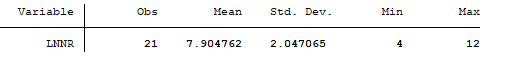 Variable Obs Mean Std. Dev. Min Max
LNNR 21 7.904762 2.047065 4 12